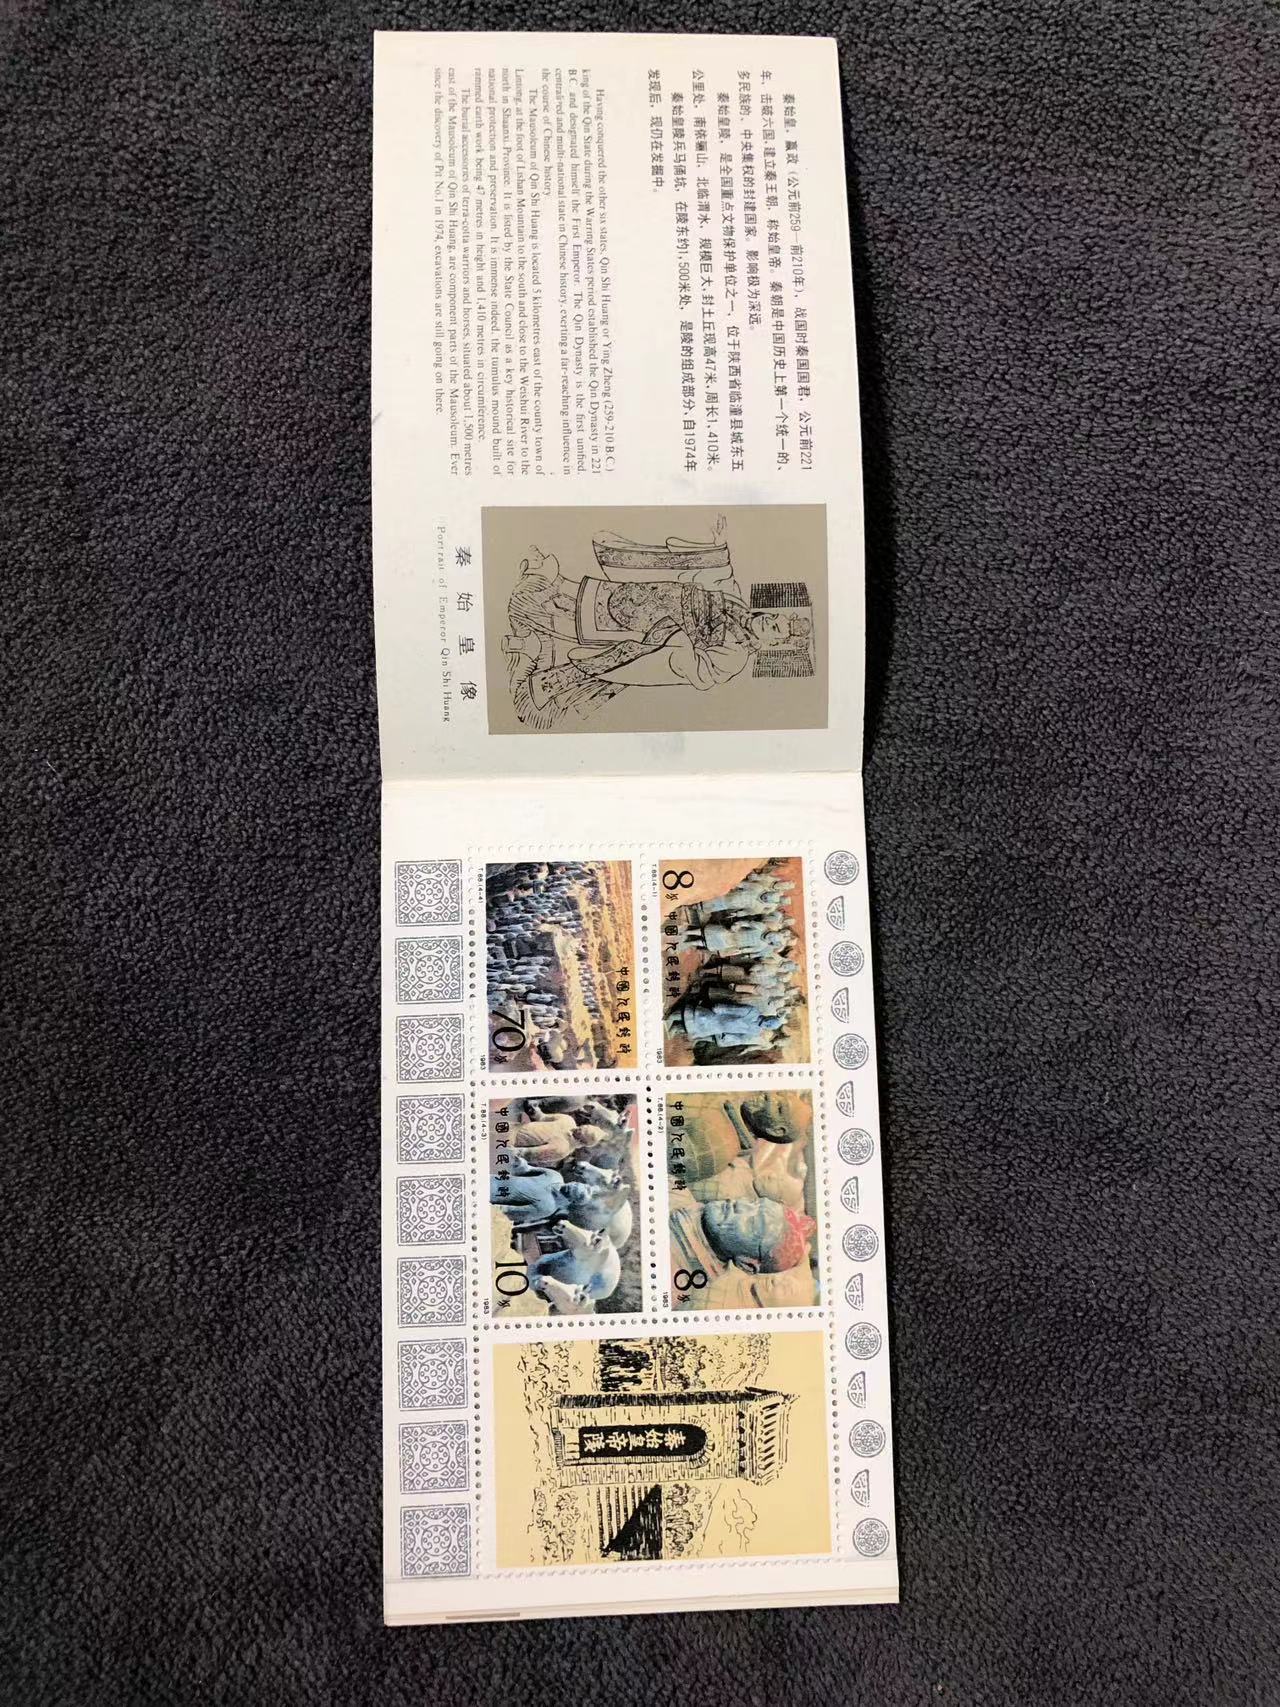 秦始皇,嬴政(公元前259—前210年),战国时秦国国君,公元前221
年,击破六国,建立秦王朝,称始皇帝。秦朝是中国历史上第一个统一的、
多民族的、中央集权的封建国家。影响极为深远。
秦始皇陵,是全国重点文物保护单位之一,位于陕西省临潼县城东五
公里处,南依骊山,北临渭水,规模巨大,封土丘现高47米,周长1,410米。
秦始皇陵兵马俑坑,在陵东约1,500米处,是陵的组成部分,自1974年
发现后,现仍在发掘中。
Having conquered the other six states, Qin Shi Huang or Ying Zheng (259-210 B.C.)
king of the Qin State during the Warring States period established the Qin Dynasty in 221
B.C. and designated himself the First Emperor. The Qin Dynasty is the first unified,
centralized and multi-national state in Chinese history, exerting a far-reaching influence in
the course of Chinese history.
The Mausoleum of Qin Shi Huang is located 5 kilometres east of the county town of
Lintong, at the foot of Lishan Mountain to the south and close to the Weishui River to the
north in Shaanxi Province. It is listed by the State Council as a key historical site for
national protection and preservation. It is immense indeed, the tumulus mound built of
rammed earth work being 47 metres in height and 1,410 metres in circumference.
The burial accessories of terra-cotta warriors and horses, situated about 1,500 metres
east of the Mausoleum of Qin Shi Huang, are component parts of the Mausoleum. Ever
since the discovery of Pit No.1 in 1974, excavations are still going on there.
秦始皇像
Portrait of Emperor Qin Shi Huang
8分
中国人民邮政
T.88.(4-1)
1983
中国人民邮政
8分
T.88.(4-2)
1983
中国人民邮政
70分
T.88.(4-4)
1983
中国人民邮政
10分
T.88.(4-3)
1983
秦始皇帝陵